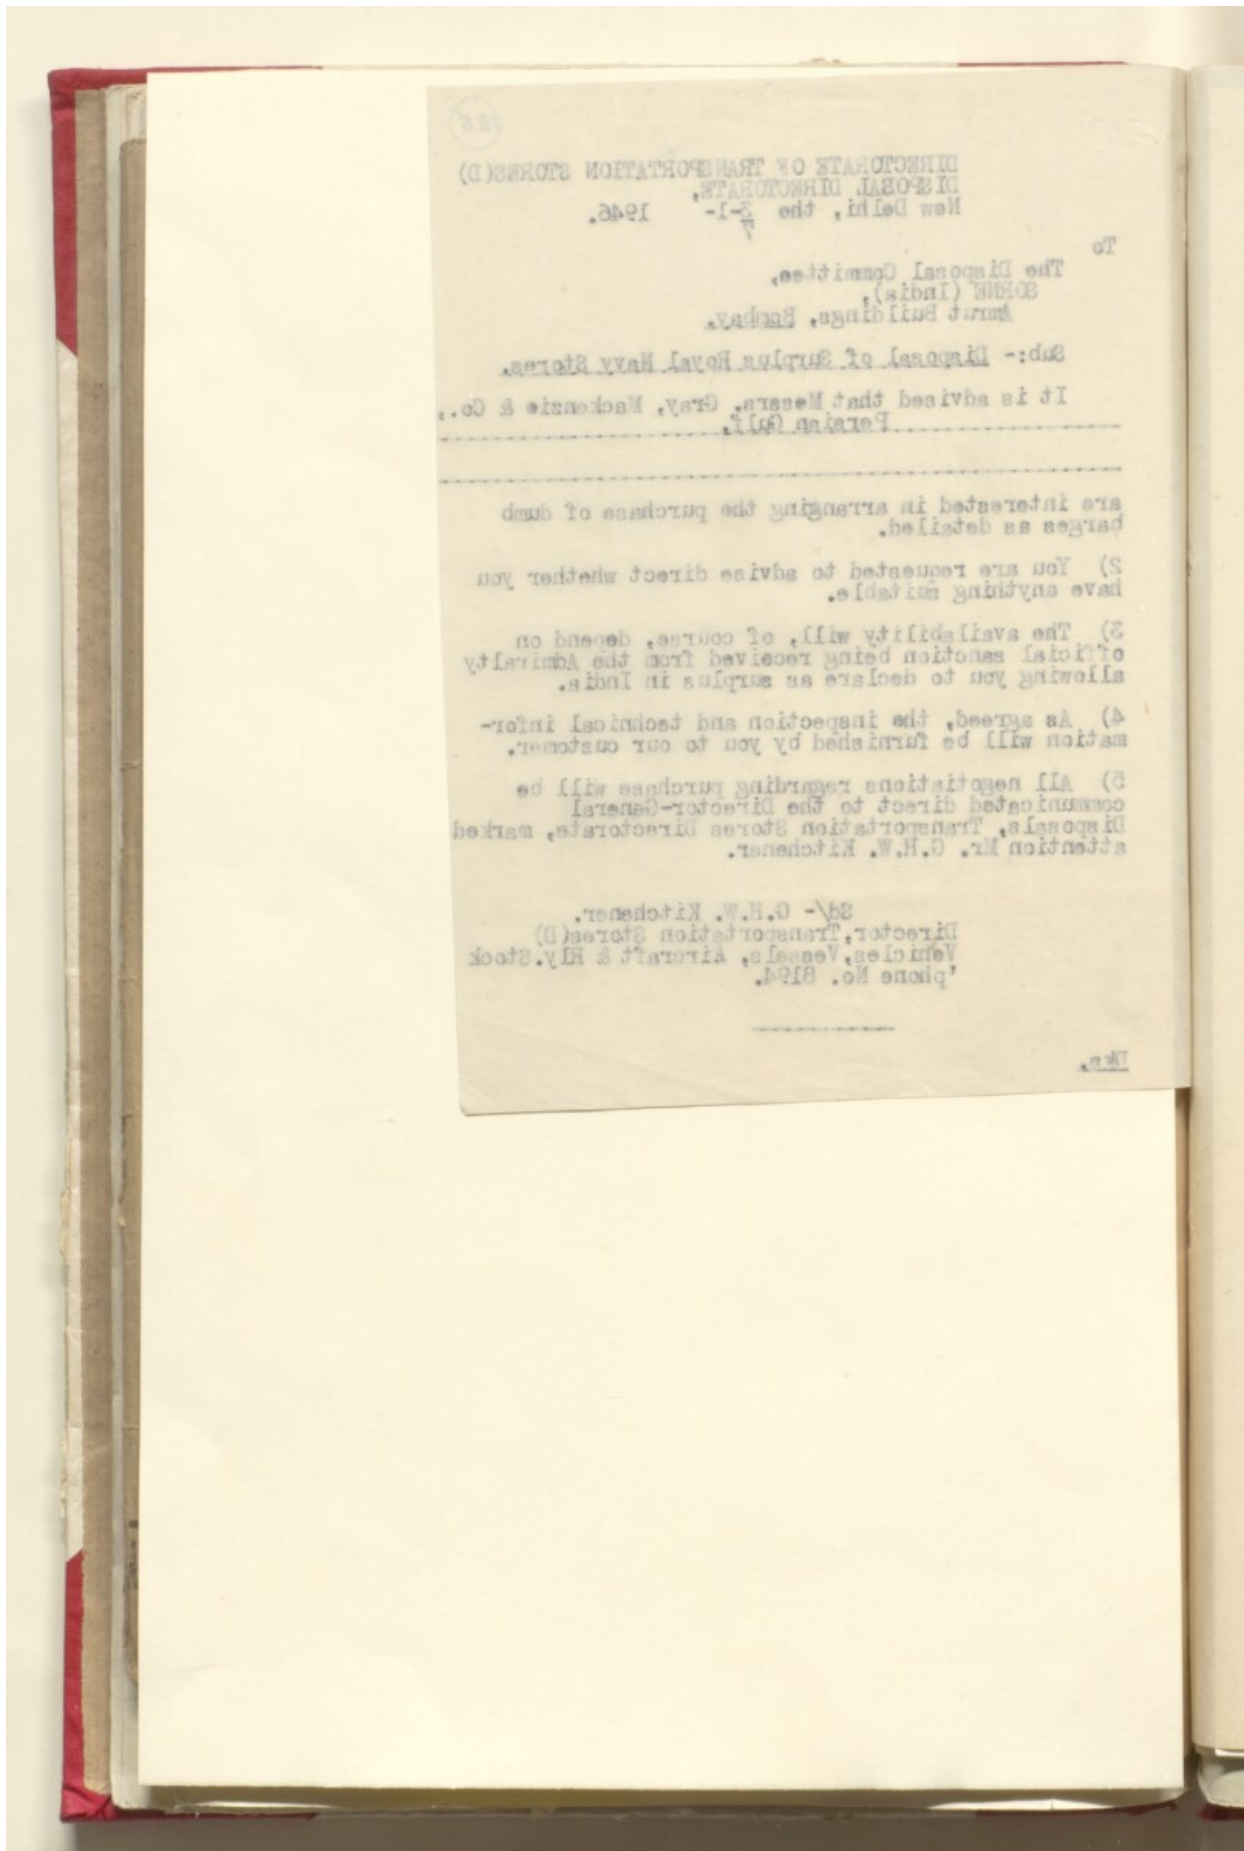 186
DIRECTORATE OF TRANSPORTATION STORES(D)
DISPOSAL DIRECTORATE,
New Delhi, the 3-1- 1946.
7
To
The Disposal Committee,
SORNE (India),
Amrut Buildings, Bombay.
Sub:- Disposal of Surplus Royal Navy Stores.
It is advised that Messrs. Gray, Mackenzie & Co.,
Persian Gulf.
are interested in arranging the purchase of dumb
barges as detailed.
2) You are requested to advise direct whether you
have anything suitable.
3) The availability will, of course, depend on
official sanction being received from the Admiralty
allowing you to declare as surplus in India.
4) As agreed, the inspection and technical infor-
mation will be furnished by you to our customer.
5) All negotiations regarding purchase will be
communicated direct to the Director-General
Disposals, Transportation Stores Directorate, marked
attention Mr. G.H.W. Kitchener.
Sd/- G.H.W. Kitchener.
Director,Transportation Stores(D)
Vehicles,Vessels, Aircraft & Rly.Stock
'phone No. 8194.
Dkn.